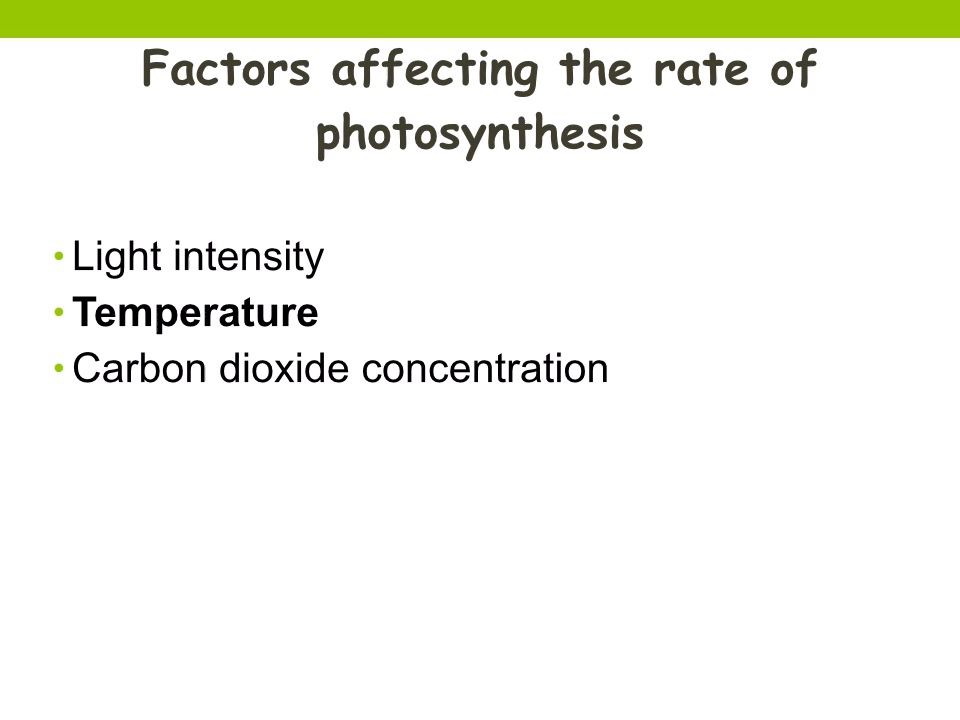 Factors affecting the rate of
photosynthesis
• Light intensity
• Temperature
• Carbon dioxide concentration